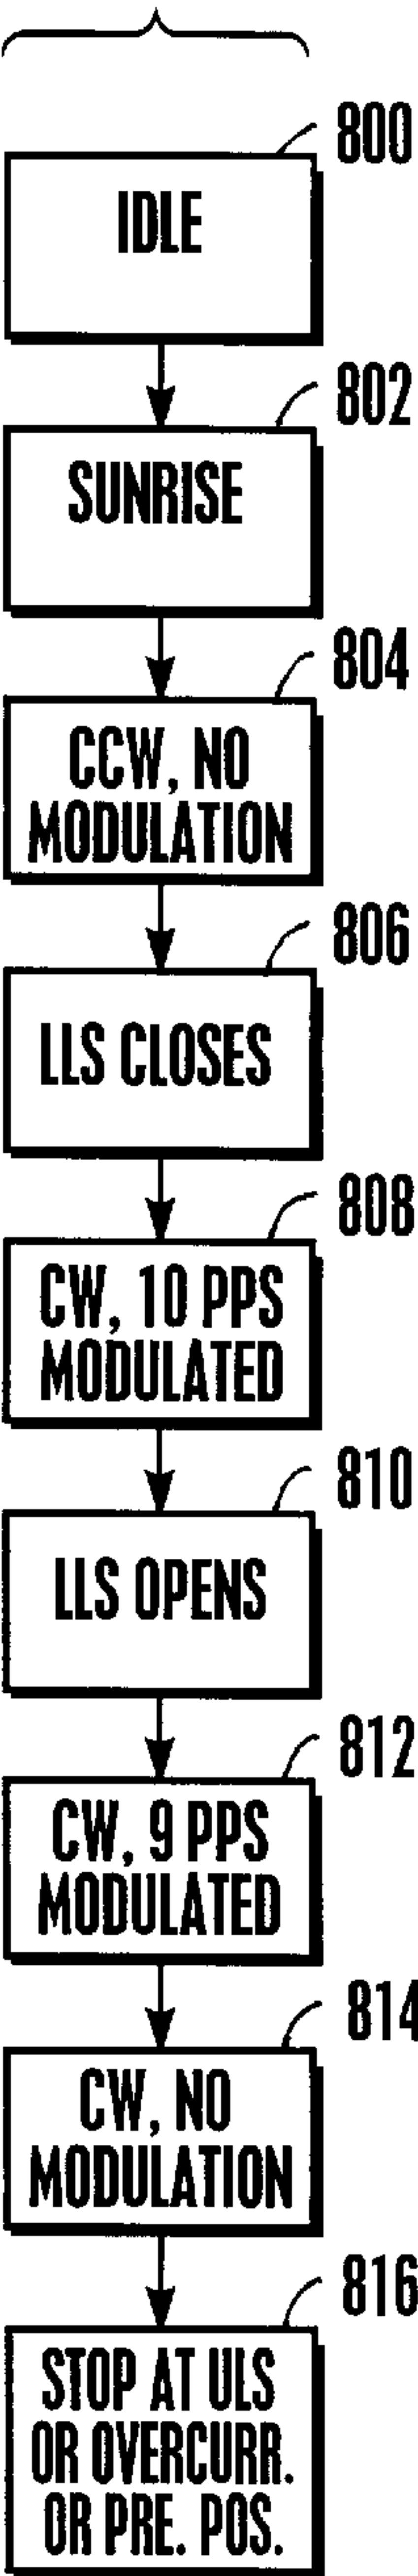 800
IDLE
802
SUNRISE
804
CCW, NO
MODULATION
806
LLS CLOSES
808
CW, 10 PPS
MODULATED
810
LLS OPENS
812
CW, 9 PPS
MODULATED
814
CW, NO
MODULATION
816
STOP AT ULS
OR OVERCURR.
OR PRE. POS.